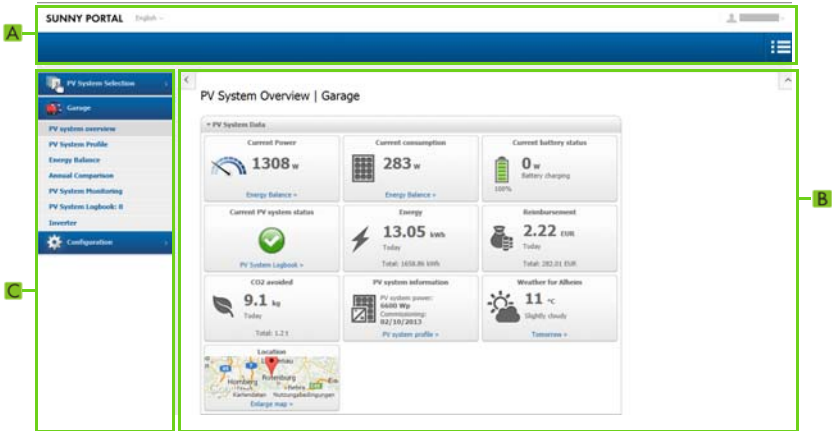 SUNNY PORTAL English
A
PV System Selection
Garage
PV system overview
PV System Profile
Energy Balance
Annual Comparison
PV System Monitoring
PV System Logbook: 8
Inverter
Configuration
C
PV System Overview | Garage
PV System Data
Current Power
1308 w
Energy Balance »
Current consumption
283 w
Energy Balance »
Current battery status
0 w
Battery charging
100%
Current PV system status
PV System Logbook »
Energy
13.05 kWh
Today
Total: 1658.86 kWh
Reimbursement
2.22 EUR
Today
Total: 282.01 EUR
CO2 avoided
9.1 kg
Today
Total: 1.2 t
PV system information
PV system power:
6600 Wp
Commissioning:
02/10/2013
PV system profile »
Weather for Alheim
11 °C
Slightly cloudy
Tomorrow »
Location
Homberg
Rotenburg
Bebra
Kartendaten Nutzungsbedingungen
Enlarge map »
B